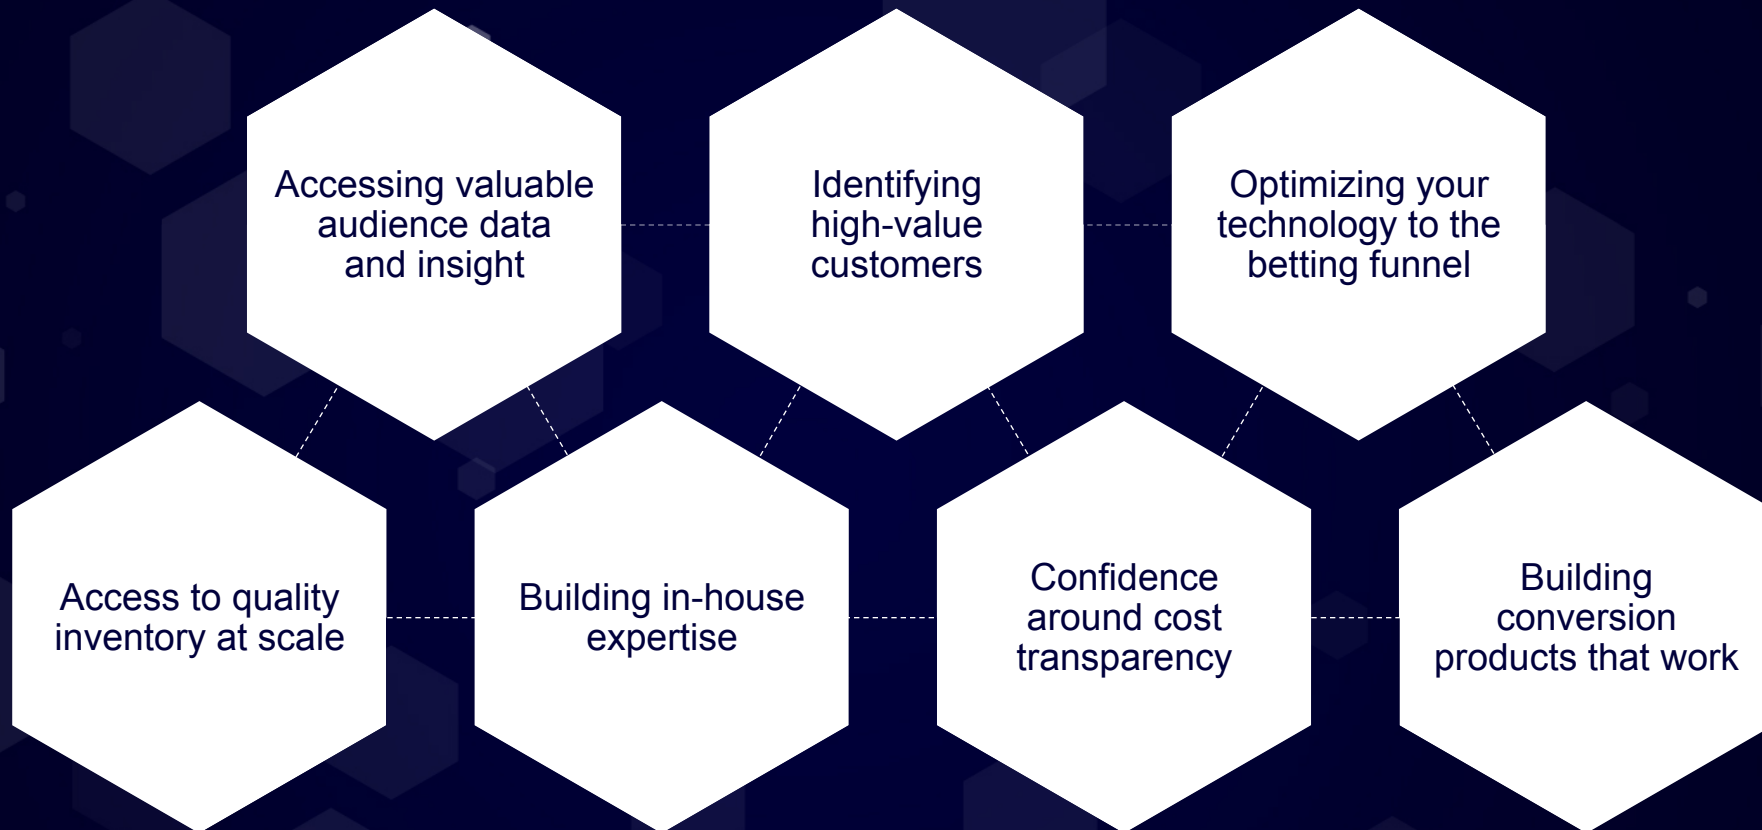 Accessing valuable
audience data
and insight
Identifying
high-value
customers
Optimizing your
technology to the
betting funnel
Access to quality
inventory at scale
Building in-house
expertise
Confidence
around cost
transparency
Building
conversion
products that work